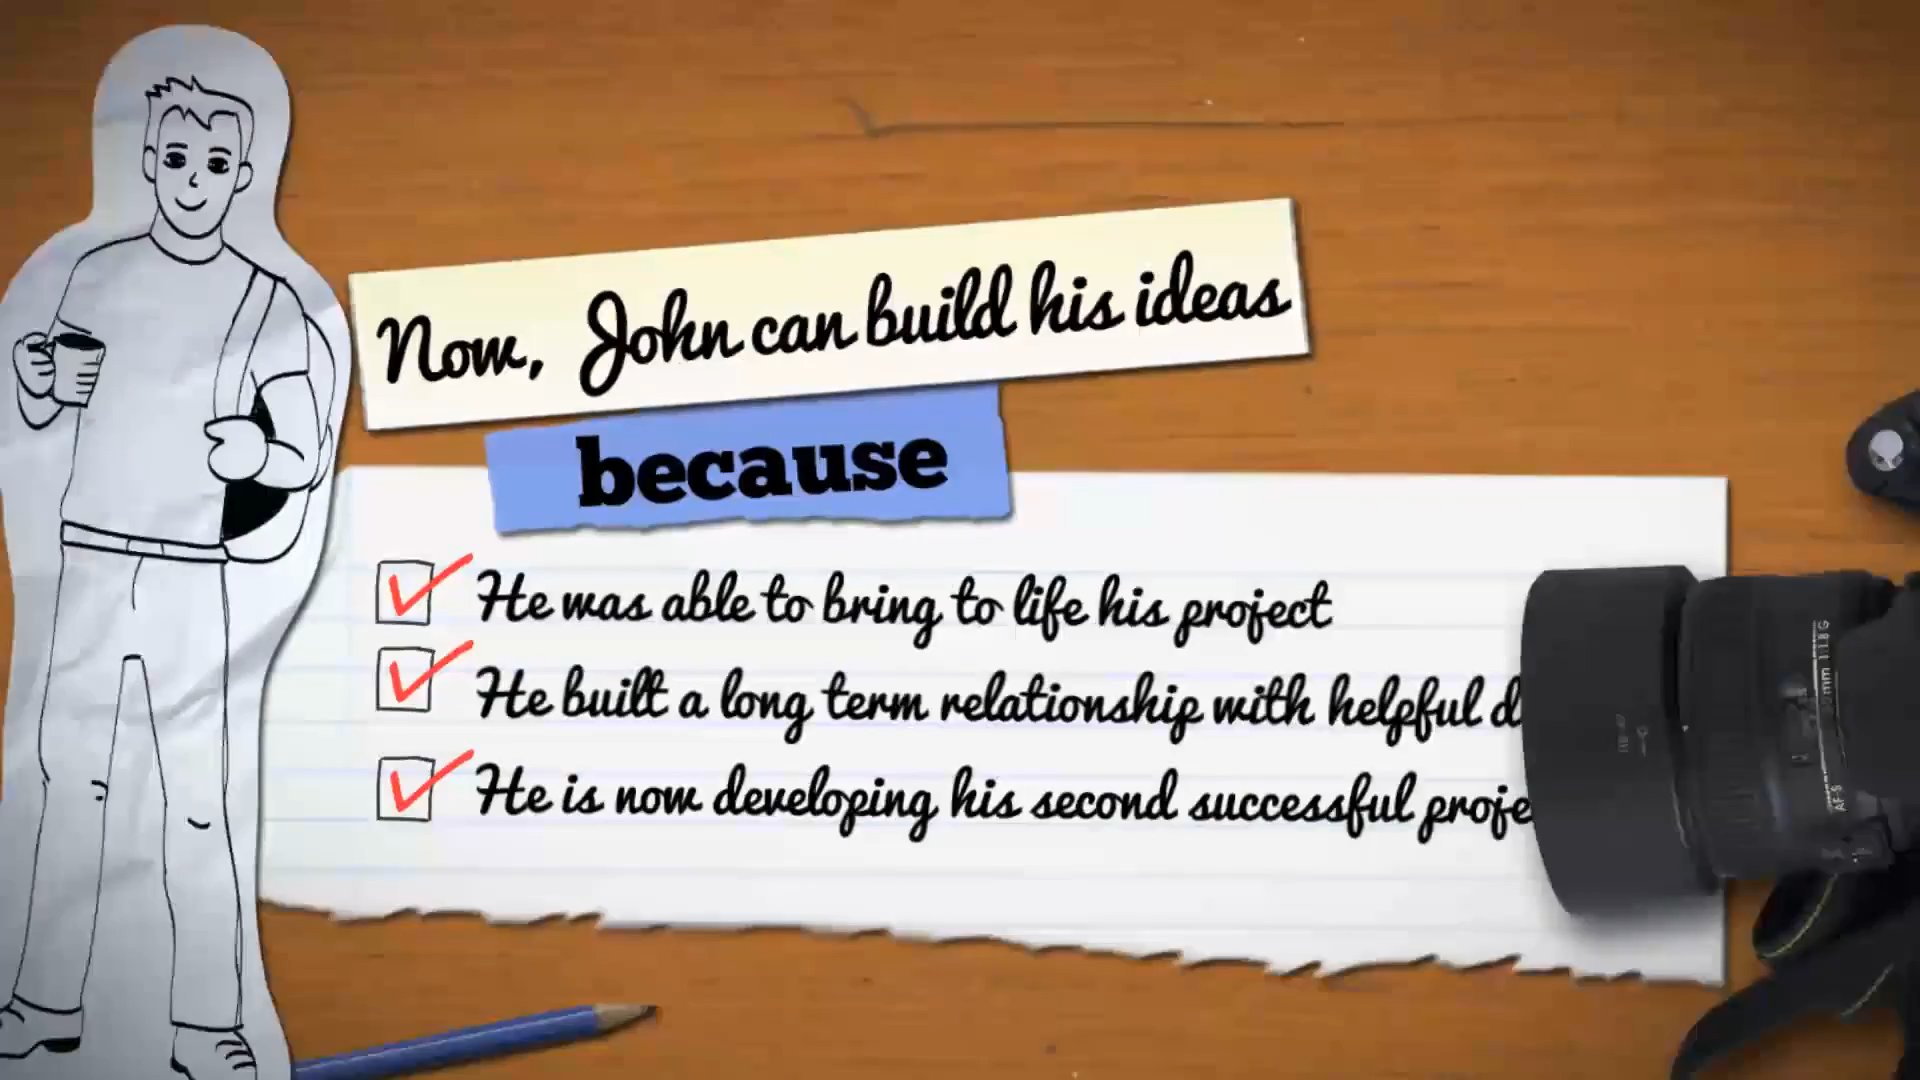 Now, John can build his ideas
because
He was able to bring to life his project
He built a long term relationship with helpful
He is now developing his second successful